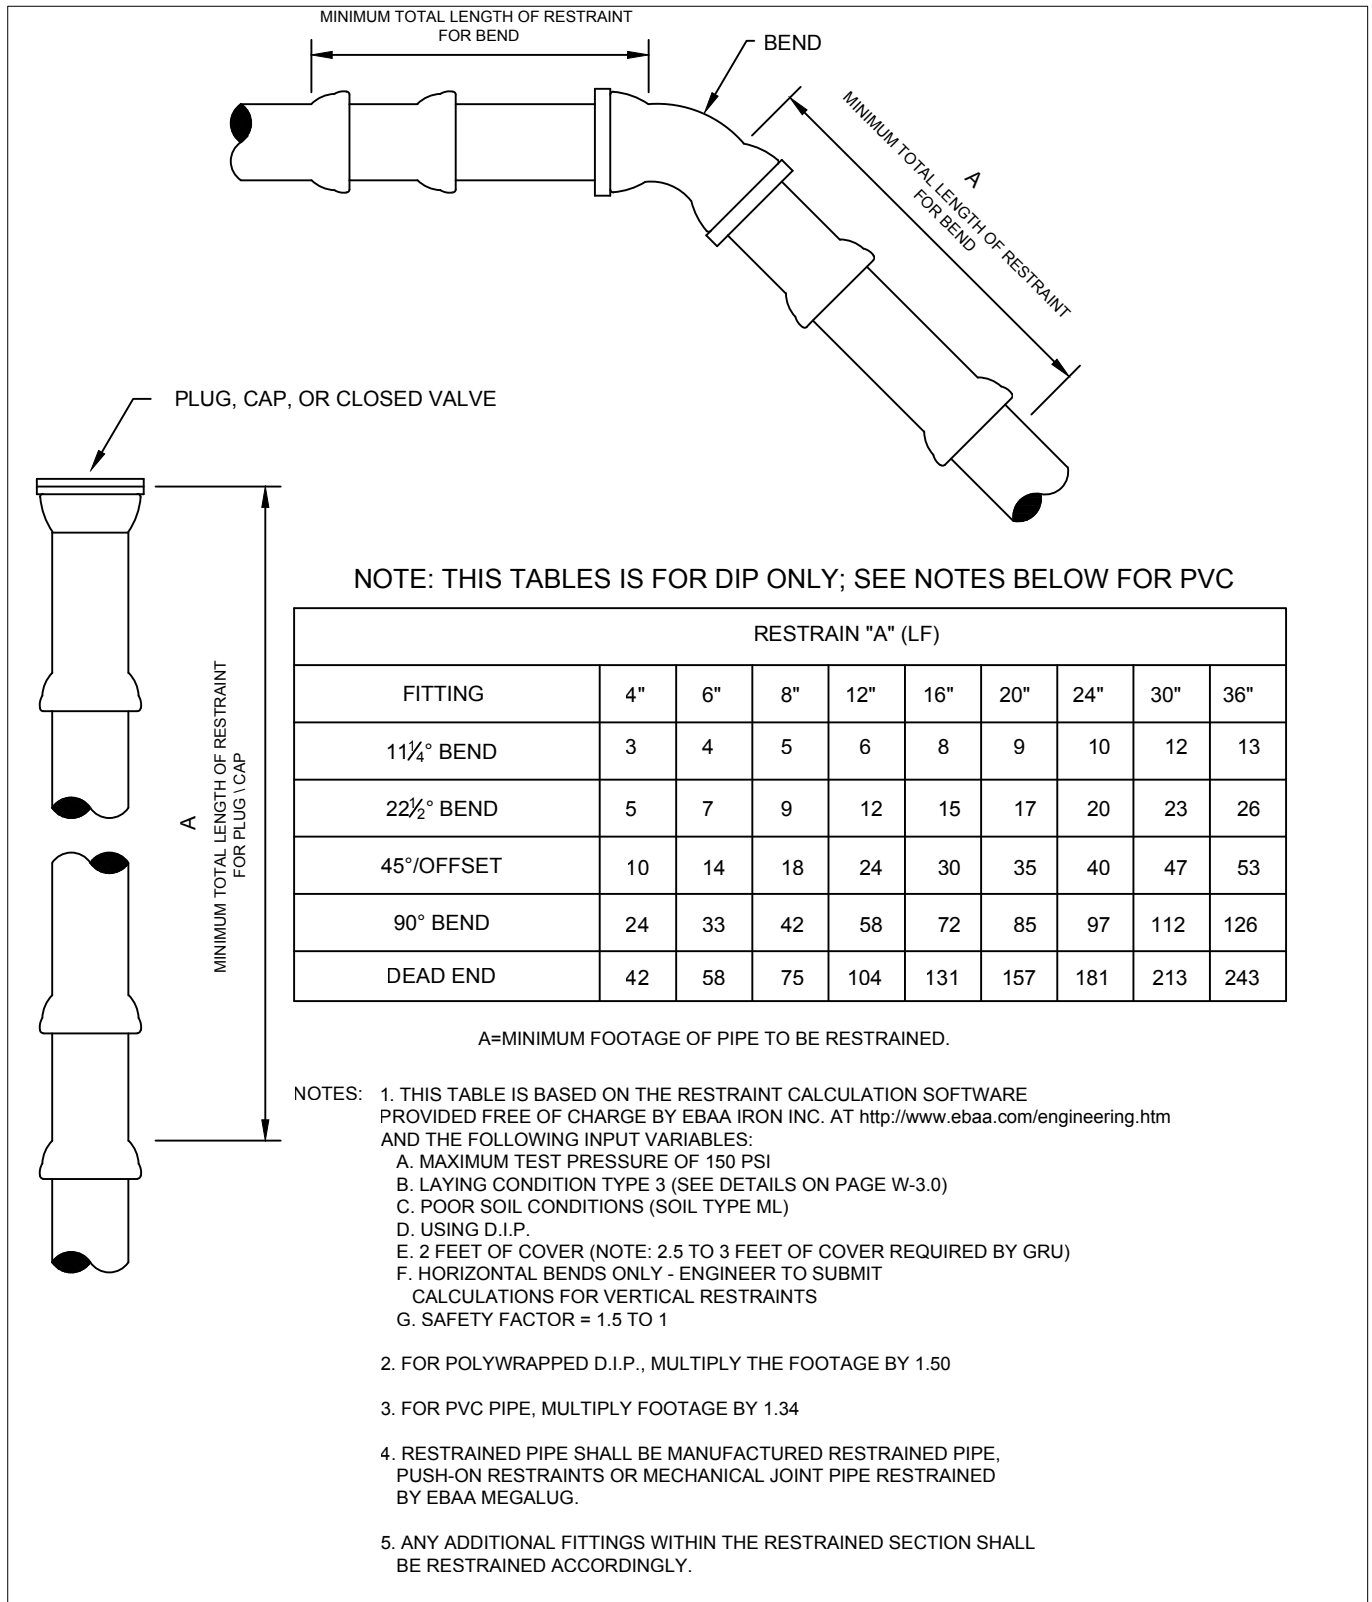 MINIMUM TOTAL LENGTH OF RESTRAINT
FOR BEND
BEND
A
MINIMUM TOTAL LENGTH OF RESTRAINT
FOR BEND
PLUG, CAP, OR CLOSED VALVE
A
MINIMUM TOTAL LENGTH OF RESTRAINT
FOR PLUG \ CAP
NOTE: THIS TABLES IS FOR DIP ONLY; SEE NOTES BELOW FOR PVC
RESTRAIN "A" (LF)
FITTING 4" 6" 8" 12" 16" 20" 24" 30" 36"
11¼° BEND 3 4 5 6 8 9 10 12 13
22½° BEND 5 7 9 12 15 17 20 23 26
45°/OFFSET 10 14 18 24 30 35 40 47 53
90° BEND 24 33 42 58 72 85 97 112 126
DEAD END 42 58 75 104 131 157 181 213 243
A=MINIMUM FOOTAGE OF PIPE TO BE RESTRAINED.
NOTES: 1. THIS TABLE IS BASED ON THE RESTRAINT CALCULATION SOFTWARE
PROVIDED FREE OF CHARGE BY EBAA IRON INC. AT http://www.ebaa.com/engineering.htm
AND THE FOLLOWING INPUT VARIABLES:
A. MAXIMUM TEST PRESSURE OF 150 PSI
B. LAYING CONDITION TYPE 3 (SEE DETAILS ON PAGE W-3.0)
C. POOR SOIL CONDITIONS (SOIL TYPE ML)
D. USING D.I.P.
E. 2 FEET OF COVER (NOTE: 2.5 TO 3 FEET OF COVER REQUIRED BY GRU)
F. HORIZONTAL BENDS ONLY - ENGINEER TO SUBMIT
CALCULATIONS FOR VERTICAL RESTRAINTS
G. SAFETY FACTOR = 1.5 TO 1
2. FOR POLYWRAPPED D.I.P., MULTIPLY THE FOOTAGE BY 1.50
3. FOR PVC PIPE, MULTIPLY FOOTAGE BY 1.34
4. RESTRAINED PIPE SHALL BE MANUFACTURED RESTRAINED PIPE,
PUSH-ON RESTRAINTS OR MECHANICAL JOINT PIPE RESTRAINED
BY EBAA MEGALUG.
5. ANY ADDITIONAL FITTINGS WITHIN THE RESTRAINED SECTION SHALL
BE RESTRAINED ACCORDINGLY.